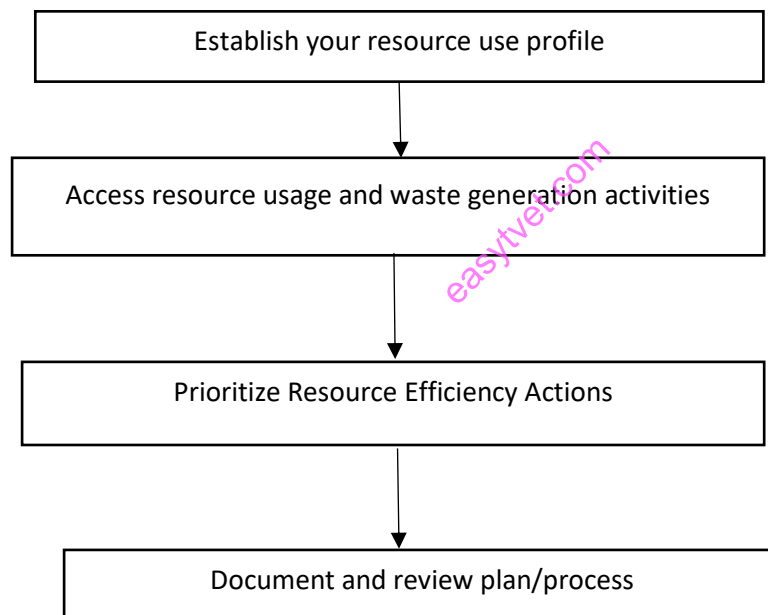 Establish your resource use profile
Access resource usage and waste generation activities
easytvet.com
Prioritize Resource Efficiency Actions
Document and review plan/process